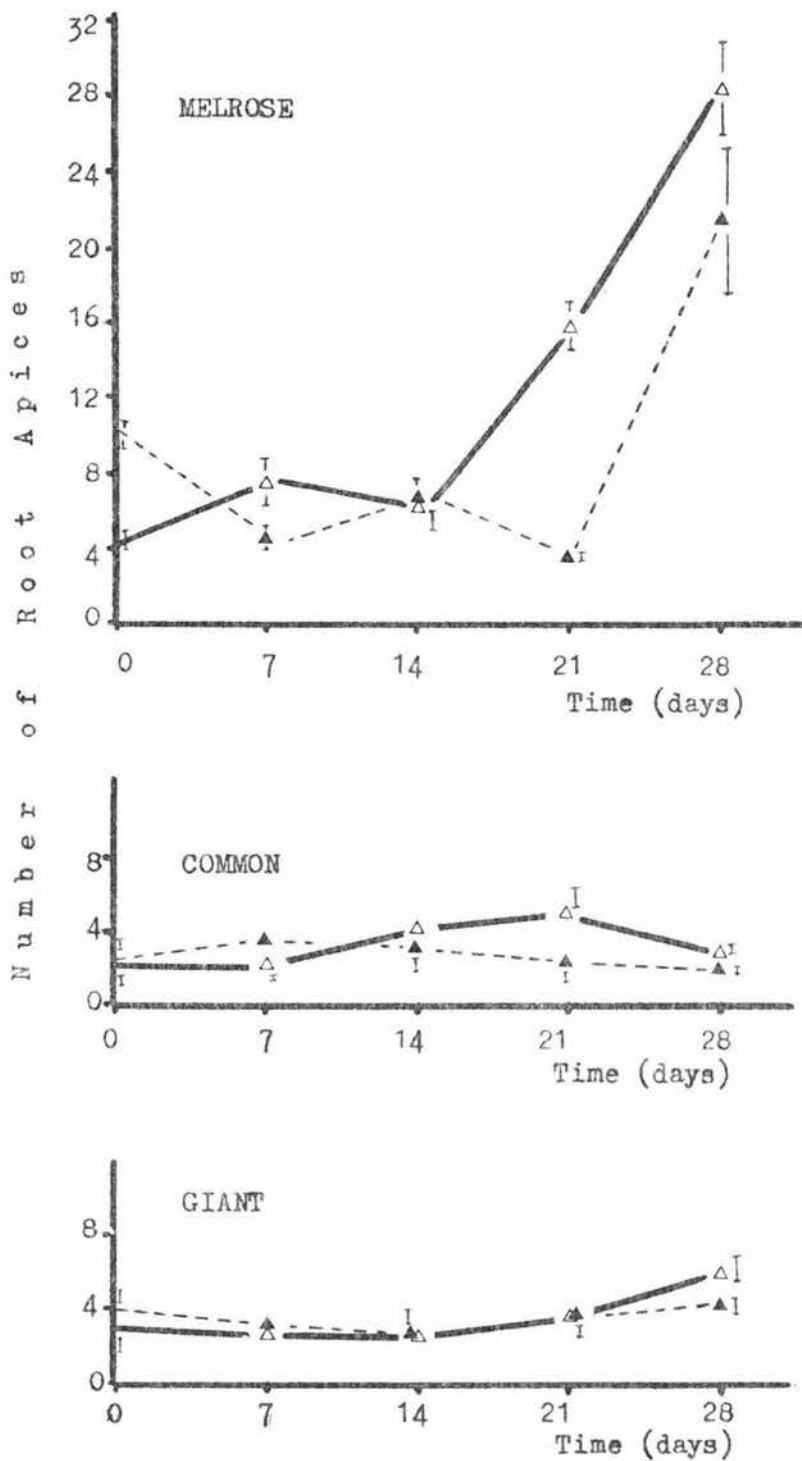 Number of Root Apices
MELROSE
32
28
24
20
16
12
8
4
0
0 7 14 21 28
Time (days)
COMMON
8
4
0
0 7 14 21 28
Time (days)
GIANT
8
4
0
0 7 14 21 28
Time (days)